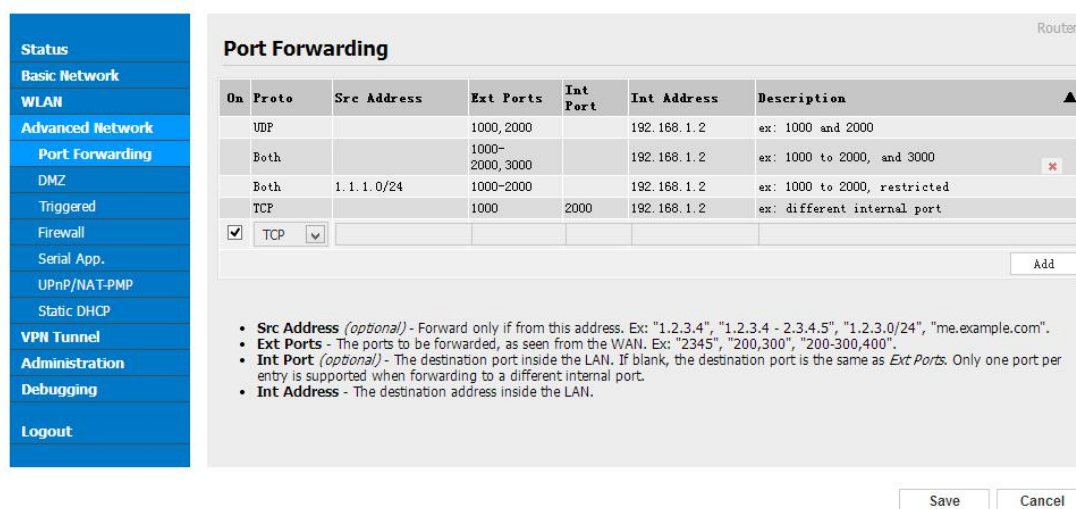 Router
Status
Basic Network
WLAN
Advanced Network
Port Forwarding
DMZ
Triggered
Firewall
Serial App.
UPnP/NAT-PMP
Static DHCP
VPN Tunnel
Administration
Debugging
Logout
Port Forwarding
On Proto Src Address Ext Ports Int Port Int Address Description
UDP 1000,2000 192.168.1.2 ex: 1000 and 2000
Both 1000-2000,3000 192.168.1.2 ex: 1000 to 2000, and 3000
Both 1.1.1.0/24 1000-2000 192.168.1.2 ex: 1000 to 2000, restricted
TCP 1000 2000 192.168.1.2 ex: different internal port
TCP
Add
• Src Address (optional) - Forward only if from this address. Ex: "1.2.3.4", "1.2.3.4 - 2.3.4.5", "1.2.3.0/24", "me.example.com".
• Ext Ports - The ports to be forwarded, as seen from the WAN. Ex: "2345", "200,300", "200-300,400".
• Int Port (optional) - The destination port inside the LAN. If blank, the destination port is the same as Ext Ports. Only one port per
entry is supported when forwarding to a different internal port.
• Int Address - The destination address inside the LAN.
Save Cancel